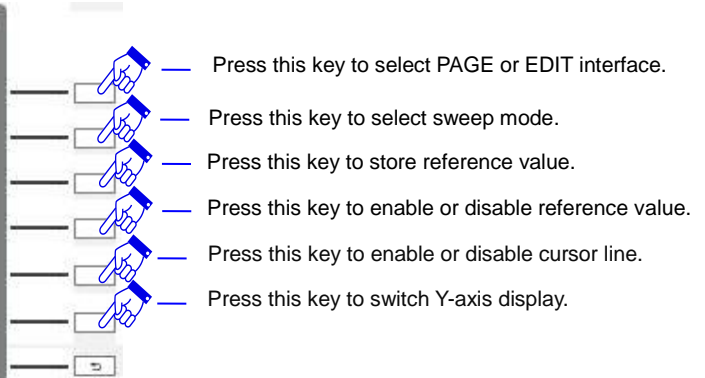 Press this key to select PAGE or EDIT interface.
Press this key to select sweep mode.
Press this key to store reference value.
Press this key to enable or disable reference value.
Press this key to enable or disable cursor line.
Press this key to switch Y-axis display.